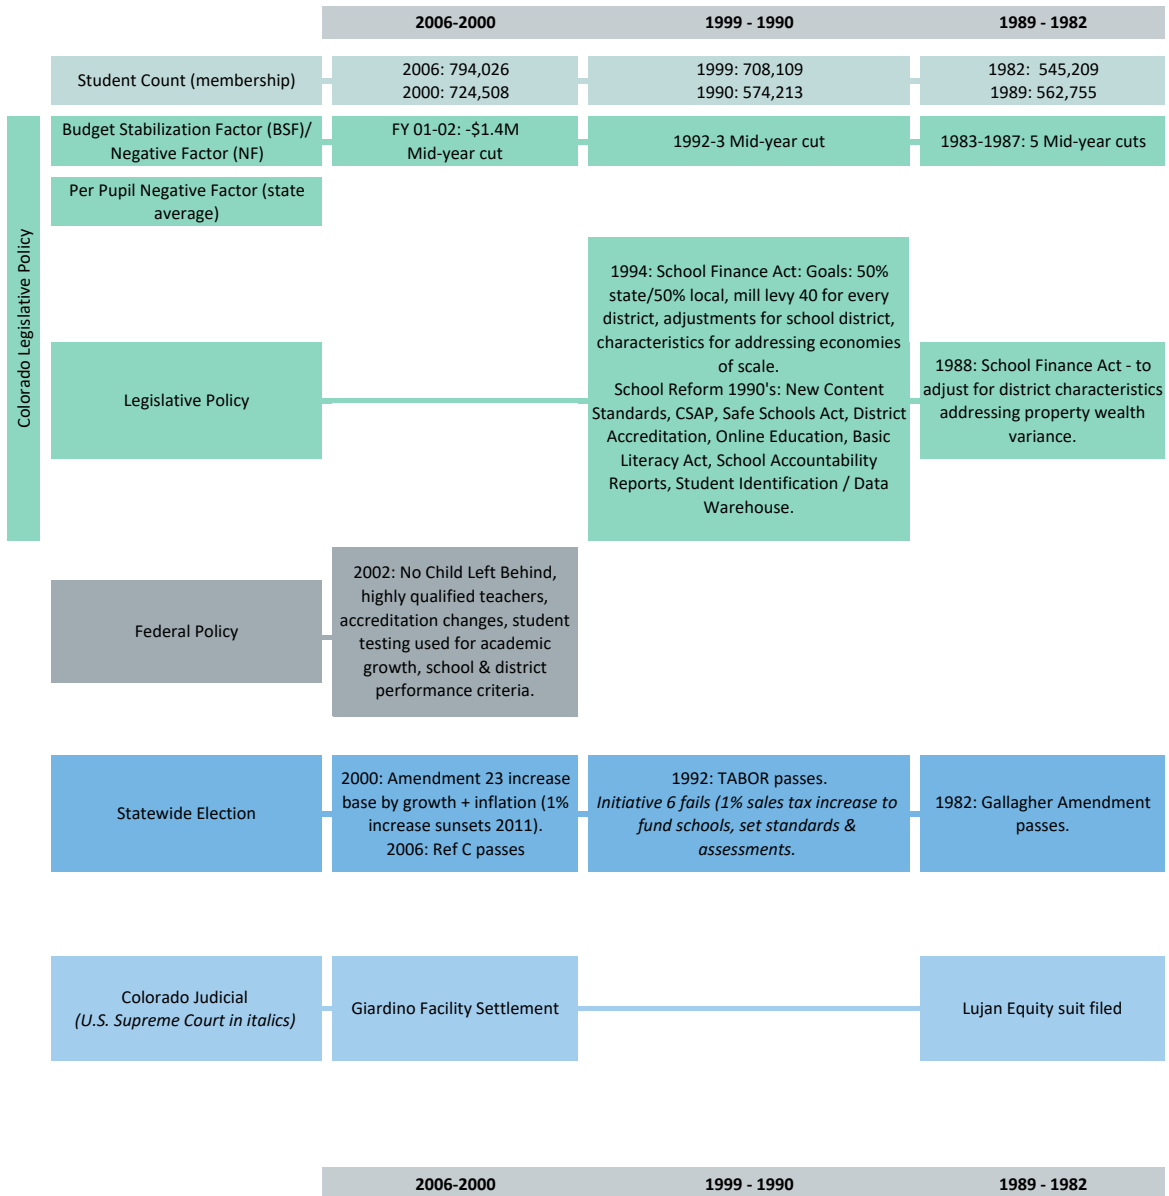 2006-2000
1999 - 1990
1989 - 1982
Student Count (membership)
2006: 794,026
2000: 724,508
1999: 708,109
1990: 574,213
1982:  545,209
1989: 562,755
Colorado Legislative Policy
Budget Stabilization Factor (BSF)/
Negative Factor (NF)
FY 01-02: -$1.4M
Mid-year cut
1992-3 Mid-year cut
1983-1987: 5 Mid-year cuts
Per Pupil Negative Factor (state
average)
Legislative Policy
1994: School Finance Act: Goals: 50%
state/50% local, mill levy 40 for every
district, adjustments for school district,
characteristics for addressing economies
of scale.
School Reform 1990's: New Content
Standards, CSAP, Safe Schools Act, District
Accreditation, Online Education, Basic
Literacy Act, School Accountability
Reports, Student Identification / Data
Warehouse.
1988: School Finance Act - to
adjust for district characteristics
addressing property wealth
variance.
Federal Policy
2002: No Child Left Behind,
highly qualified teachers,
accreditation changes, student
testing used for academic
growth, school & district
performance criteria.
Statewide Election
2000: Amendment 23 increase
base by growth + inflation (1%
increase sunsets 2011).
2006: Ref C passes
1992: TABOR passes.
Initiative 6 fails (1% sales tax increase to
fund schools, set standards &
assessments.
1982: Gallagher Amendment
passes.
Colorado Judicial
(U.S. Supreme Court in italics)
Giardino Facility Settlement
Lujan Equity suit filed
2006-2000
1999 - 1990
1989 - 1982